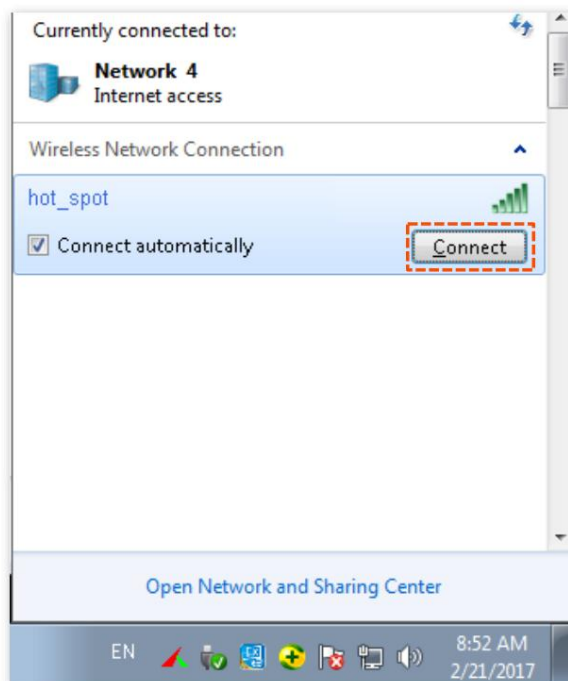 Currently connected to:
Network 4
Internet access
Wireless Network Connection
hot_spot
Connect automatically
Connect
Open Network and Sharing Center
EN
8:52 AM
2/21/2017